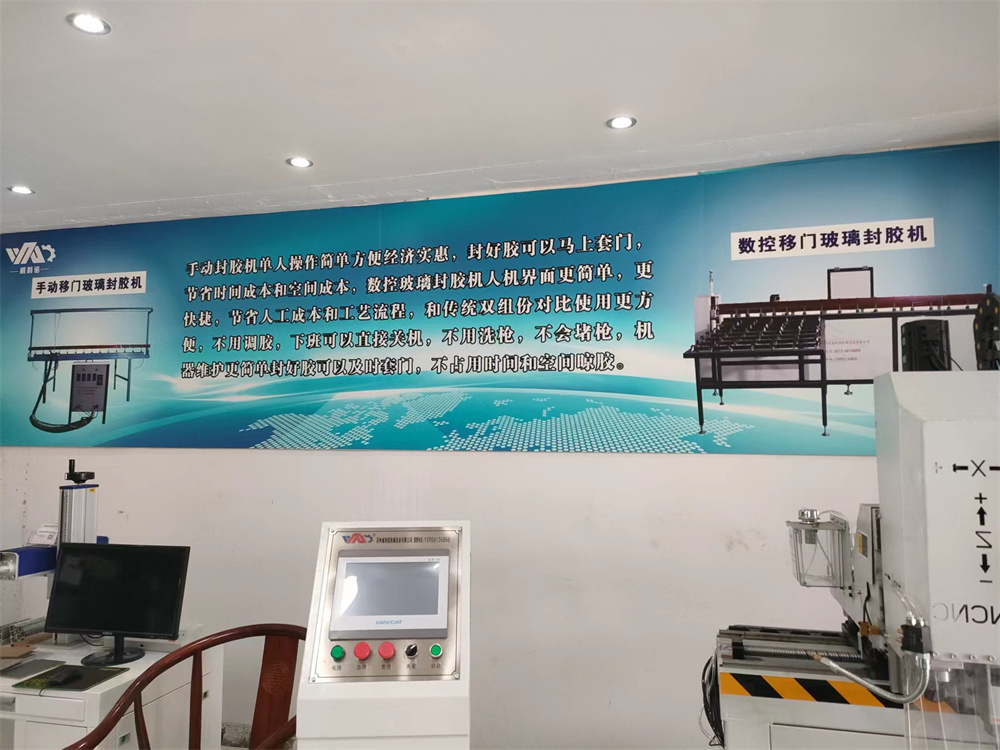 手动移门玻璃封胶机
手动封胶机单人操作简单方便经济实惠，封好胶可以马上套门，
节省时间成本和空间成本，数控玻璃封胶机人机界面更简单，更
快捷，节省人工成本和工艺流程，和传统双组份对比使用更方
便，不用调胶，下班可以直接关机，不用洗枪，不会堵枪，机
器维护更简单封好胶可以及时套门，不占用时间和空间晾胶。
数控移门玻璃封胶机
X
Z
CNC